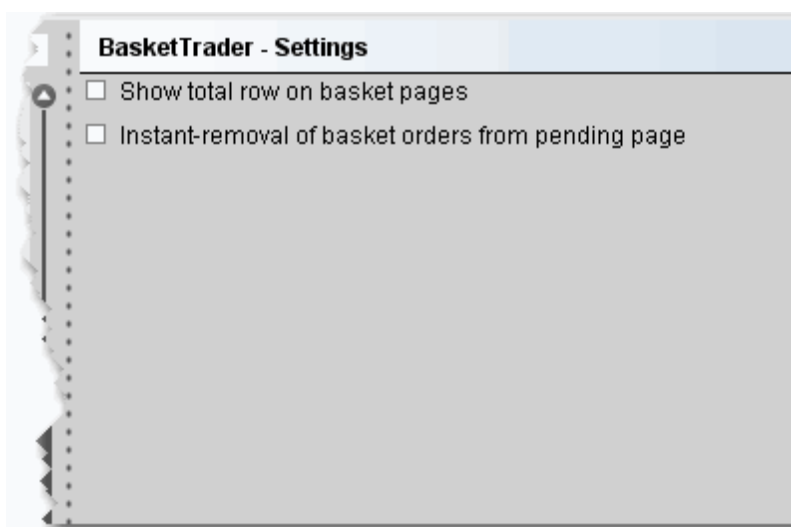 BasketTrader - Settings
Show total row on basket pages
Instant-removal of basket orders from pending page